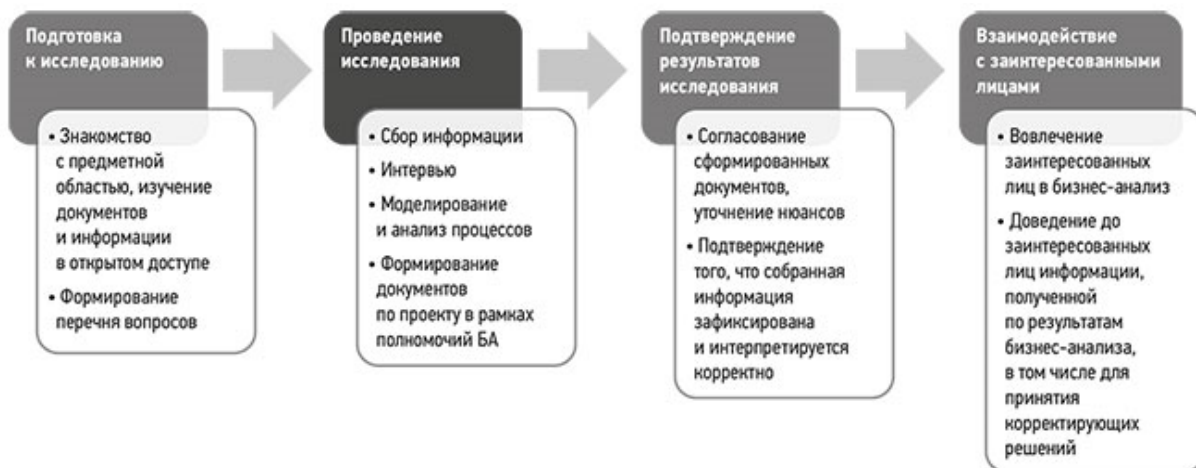 Подготовка
к исследованию
• Знакомство
с предметной
областью, изучение
документов
и информации
в открытом доступе
• Формирование
перечня вопросов
Проведение
исследования
• Сбор информации
• Интервью
• Моделирование
и анализ процессов
• Формирование
документов
по проекту в рамках
полномочий БА
Подтверждение
результатов
исследования
• Согласование
сформированных
документов,
уточнение нюансов
• Подтверждение
того, что собранная
информация
зафиксирована
и интерпретируется
корректно
Взаимодействие
с заинтересованными
лицами
• Вовлечение
заинтересованных
лиц в бизнес-анализ
• Доведение до
заинтересованных
лиц информации,
полученной
по результатам
бизнес-анализа,
в том числе для
принятия
корректирующих
решений